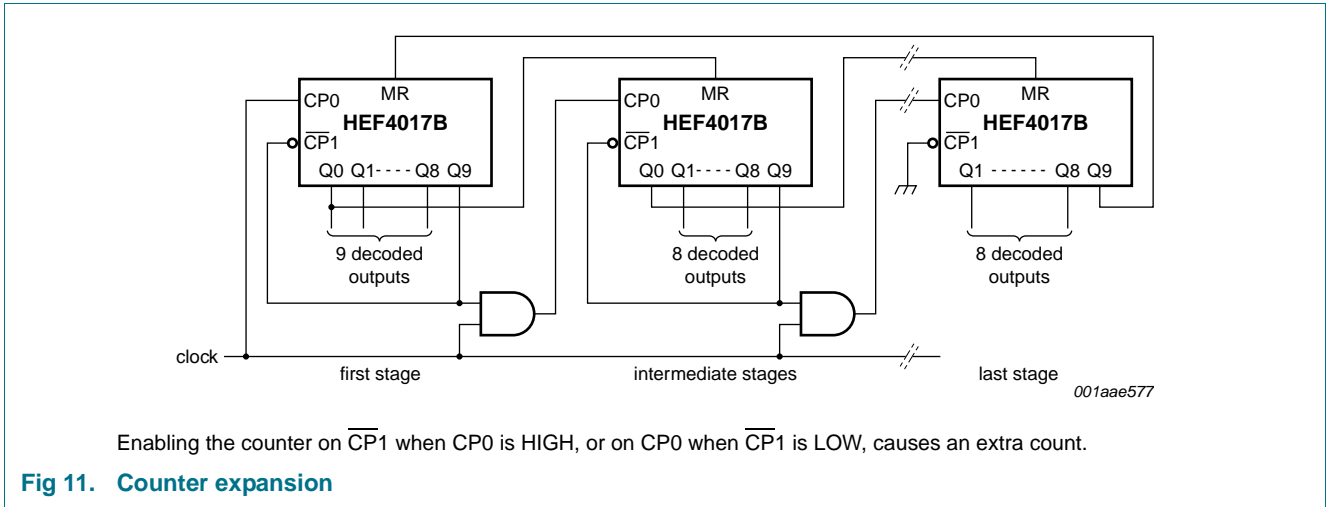 MR MR MR
CP0 CP0 CP0
HEF4017B HEF4017B HEF4017B
CP1 CP1 CP1
Q0 Q1- - - - Q8 Q9 Q0 Q1- - - - Q8 Q9 Q1 - - - - - - Q8 Q9
9 decoded 8 decoded 8 decoded
outputs outputs outputs
clock
first stage intermediate stages last stage
001aae577
Enabling the counter on CP1 when CP0 is HIGH, or on CP0 when CP1 is LOW, causes an extra count.
Fig 11. Counter expansion